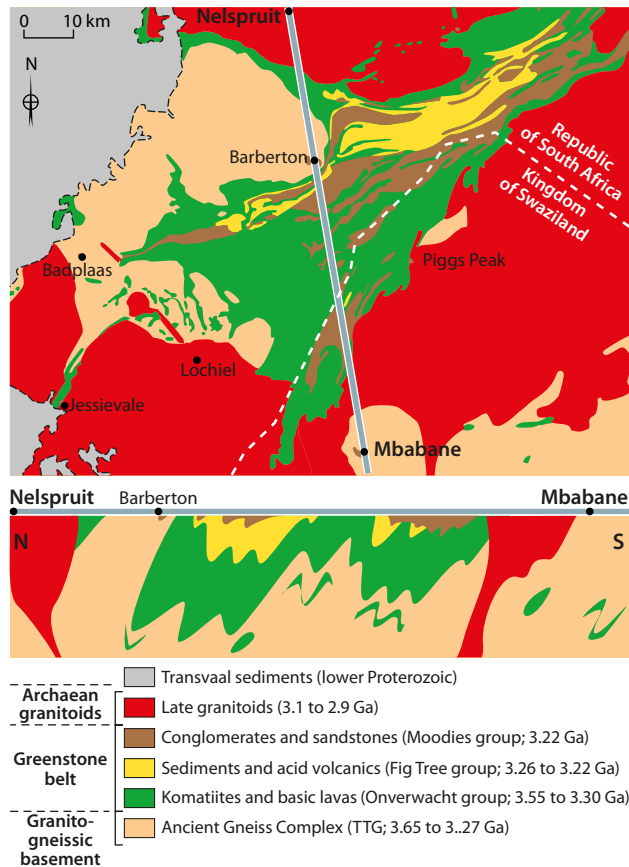 0 10 km
N
Nelspruit
Barberton
Republic
of South Africa
Kingdom
of Swaziland
Badplaas
Piggs Peak
Lochiel
Jessievale
Mbabane
Nelspruit Barberton Mbabane
N S
Transvaal sediments (lower Proterozoic)
Archaean
granitoids
Late granitoids (3.1 to 2.9 Ga)
Greenstone
belt
Conglomerates and sandstones (Moodies group; 3.22 Ga)
Sediments and acid volcanics (Fig Tree group; 3.26 to 3.22 Ga)
Komatiites and basic lavas (Onverwacht group; 3.55 to 3.30 Ga)
Granito-
gneissic
basement
Ancient Gneiss Complex (TTG; 3.65 to 3..27 Ga)